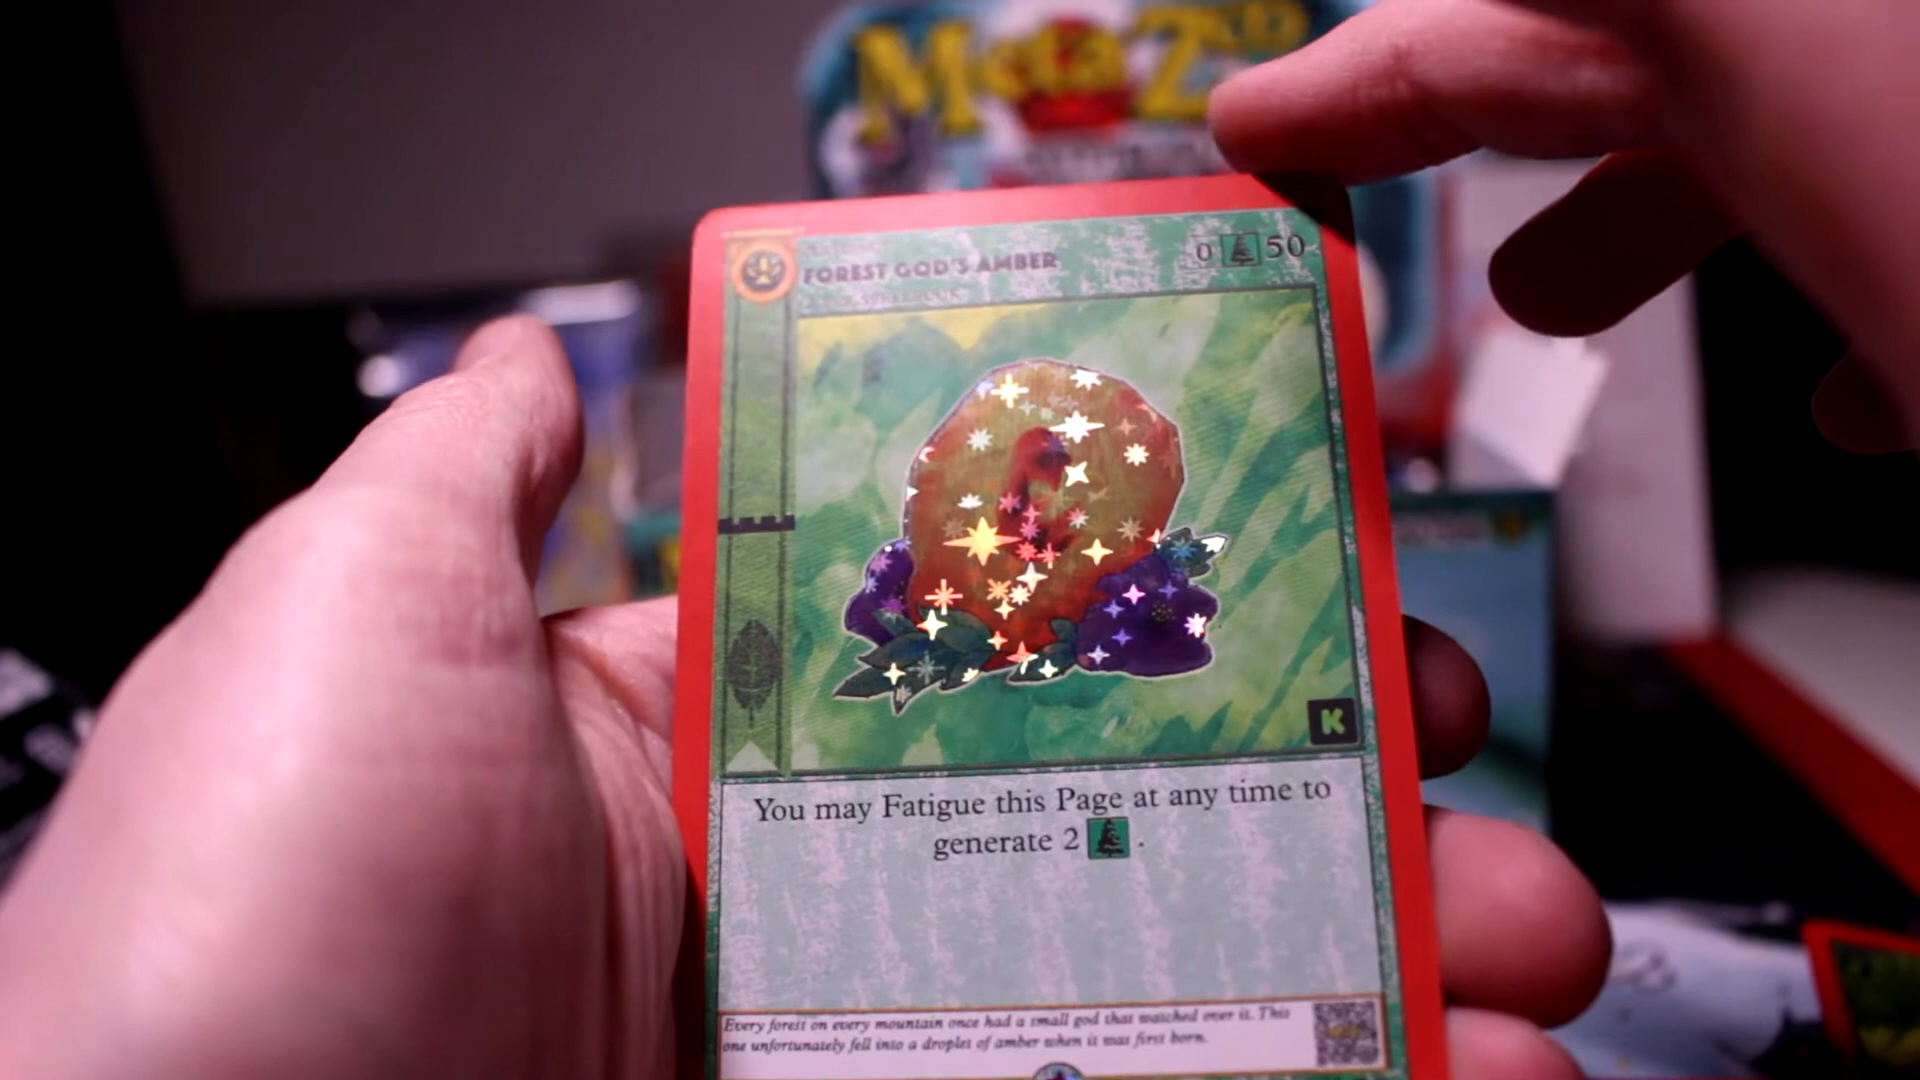 MetaZoo
FOREST GOD'S AMBER
0 50
K
You may Fatigue this Page at any time to
generate 2 .
Every forest on every mountain once had a small god that watched over it. This
one unfortunately fell into a droplet of amber when it was first born.